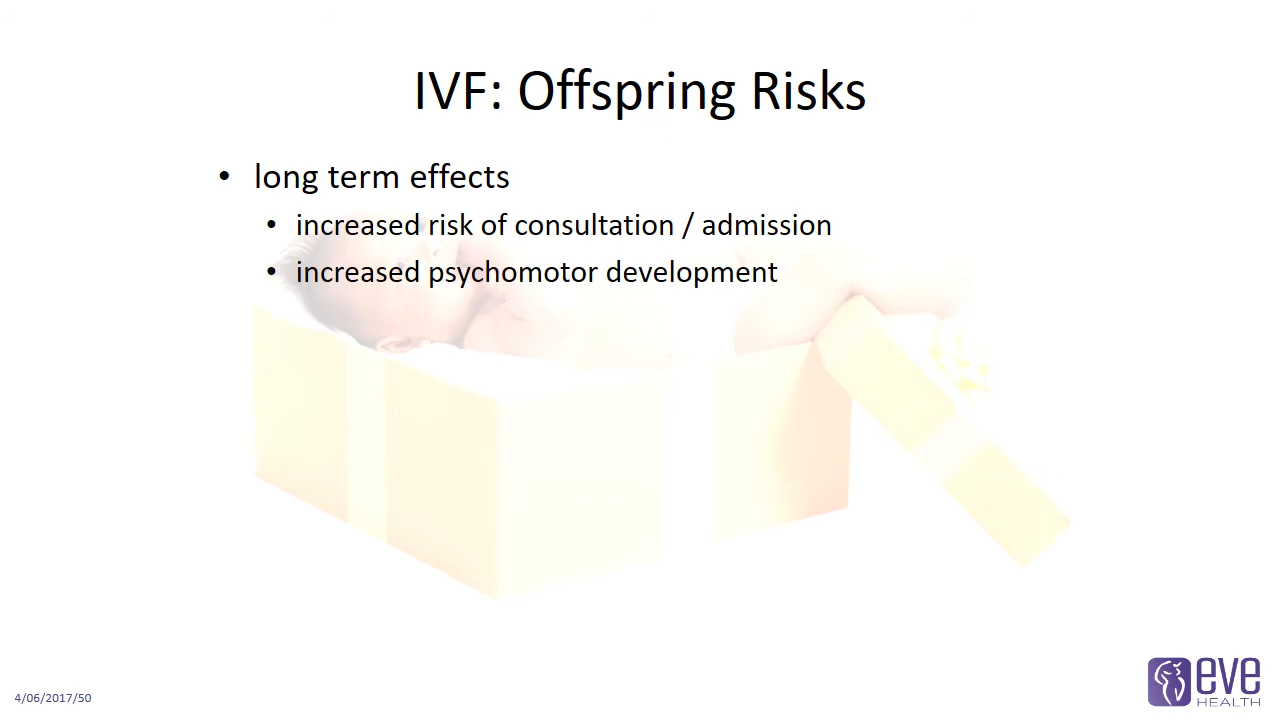 IVF: Offspring Risks
• long term effects
• increased risk of consultation / admission
• increased psychomotor development
4/06/2017/50
eve
HEALTH